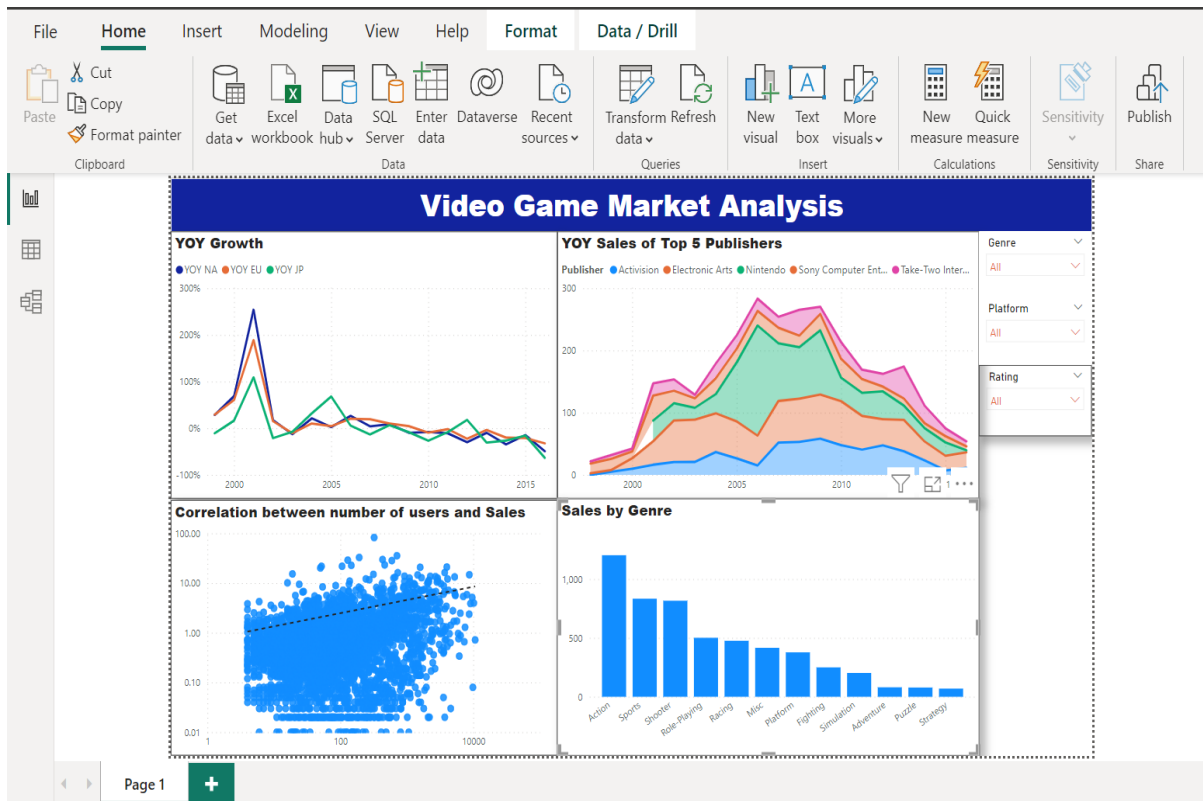 File Home Insert Modeling View Help Format Data / Drill
Paste
Cut
Copy
Format painter
Clipboard
Get data
Excel workbook
Data hub
SQL Server
Enter data
Dataverse
Recent sources
Data
Transform data
Refresh
Queries
New visual
Text box
More visuals
Insert
New measure
Quick measure
Calculations
Sensitivity
Sensitivity
Publish
Share
Video Game Market Analysis
YOY Growth
YOY NA YOY EU YOY JP
300%
200%
100%
0%
-100%
2000 2005 2010 2015
YOY Sales of Top 5 Publishers
Publisher Activision Electronic Arts Nintendo Sony Computer Ent... Take-Two Inter...
300
200
100
0
2000 2005 2010
Genre
All
Platform
All
Rating
All
Correlation between number of users and Sales
100.00
10.00
1.00
0.10
0.01
1 100 10000
Sales by Genre
1,000
500
0
Action Sports Shooter Role-Playing Racing Misc Platform Fighting Simulation Adventure Puzzle Strategy
Page 1